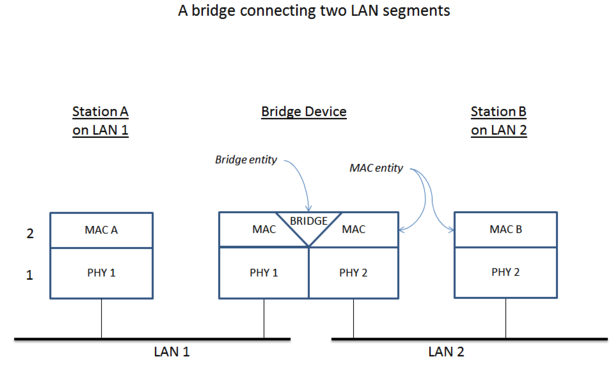 A bridge connecting two LAN segments
Station A
on LAN 1
Bridge Device
Station B
on LAN 2
Bridge entity
MAC entity
2
MAC A
MAC
BRIDGE
MAC
MAC B
1
PHY 1
PHY 1
PHY 2
PHY 2
LAN 1
LAN 2